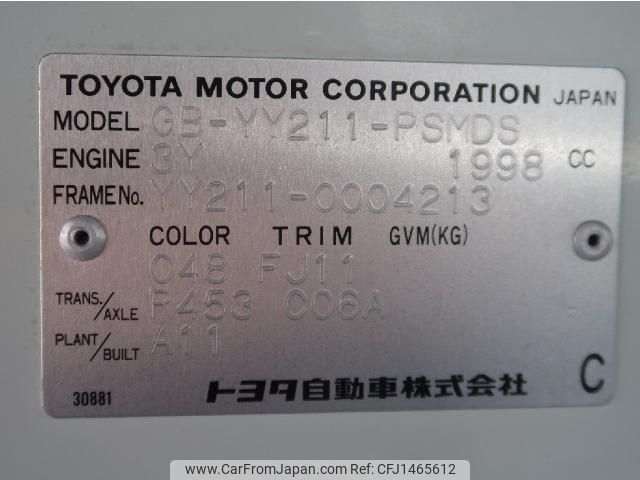 TOYOTA MOTOR CORPORATION JAPAN
MODEL GB-YY211-PSMDS
ENGINE 3Y 1998 CC
FRAME No. YY211-0004213
COLOR TRIM GVM(KG)
048 FJ11
TRANS./AXLE R453 C06A
PLANT/BUILT A11
30881 トヨタ自動車株式会社 C
www.CarFromJapan.com CFJ1465612